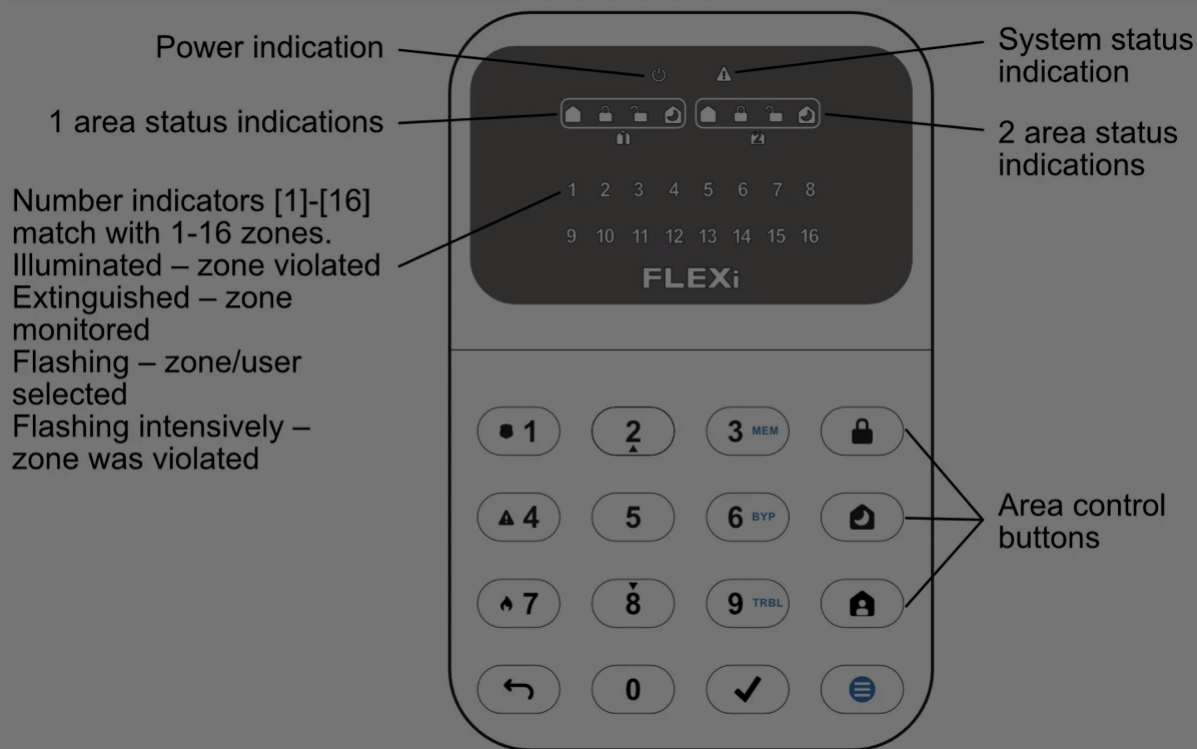 Power indication
System status
indication
1 area status indications
2 area status
indications
1
2
Number indicators [1]-[16]
match with 1-16 zones.
Illuminated – zone violated
Extinguished – zone
monitored
Flashing – zone/user
selected
Flashing intensively –
zone was violated
1 2 3 4 5 6 7 8
9 10 11 12 13 14 15 16
FLEXi
1 2 3 MEM
4 5 6 BYP
7 8 9 TRBL
0
Area control
buttons